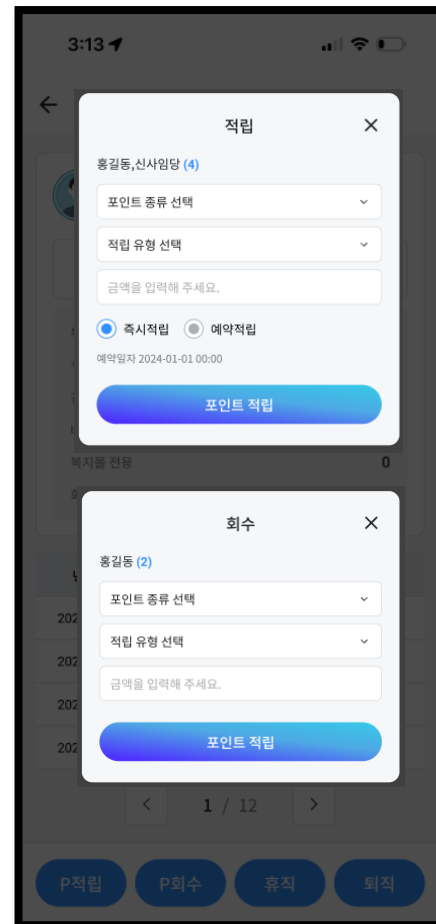 3:13
적립
홍길동,신사임당 (4)
포인트 종류 선택
적립 유형 선택
금액을 입력해 주세요.
즉시적립 예약적립
예약일자 2024-01-01 00:00
포인트 적립
복지몰 전용 0
회수
홍길동 (2)
포인트 종류 선택
적립 유형 선택
금액을 입력해 주세요.
포인트 적립
202
202
202
202
1 / 12
P적립 P회수 휴직 퇴직